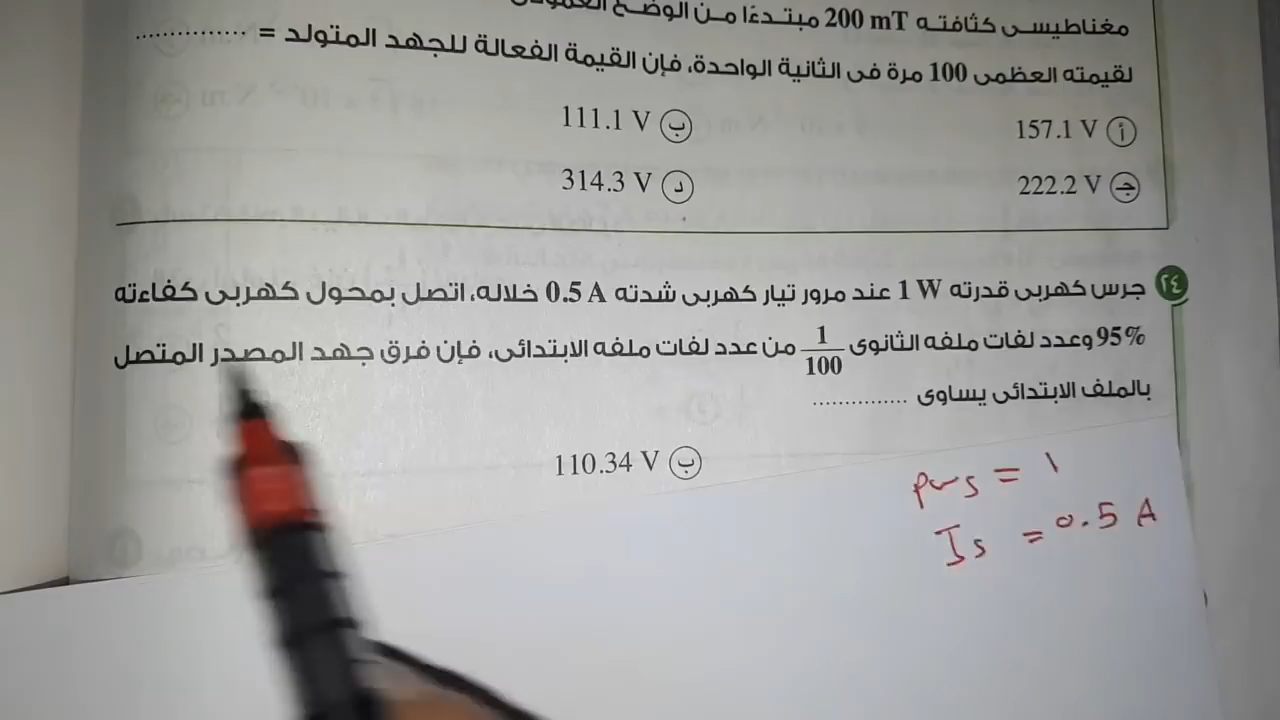 مغناطيسى كثافته 200 mT مبتدءًا من الوضع
لقيمته العظمى 100 مرة فى الثانية الواحدة، فإن القيمة الفعالة للجهد المتولد = ...............
أ 157.1 V
ب 111.1 V
جـ 222.2 V
د 314.3 V
٢٤ جرس كهربى قدرته 1 W عند مرور تيار كهربى شدته 0.5 A خلاله، اتصل بمحول كهربى كفاءته
95% وعدد لفات ملفه الثانوى 1/100 من عدد لفات ملفه الابتدائى، فإن فرق جهد المصدر المتصل
بالملف الابتدائى يساوى ...............
ب 110.34 V
Pws = ١
Is = 0.5 A